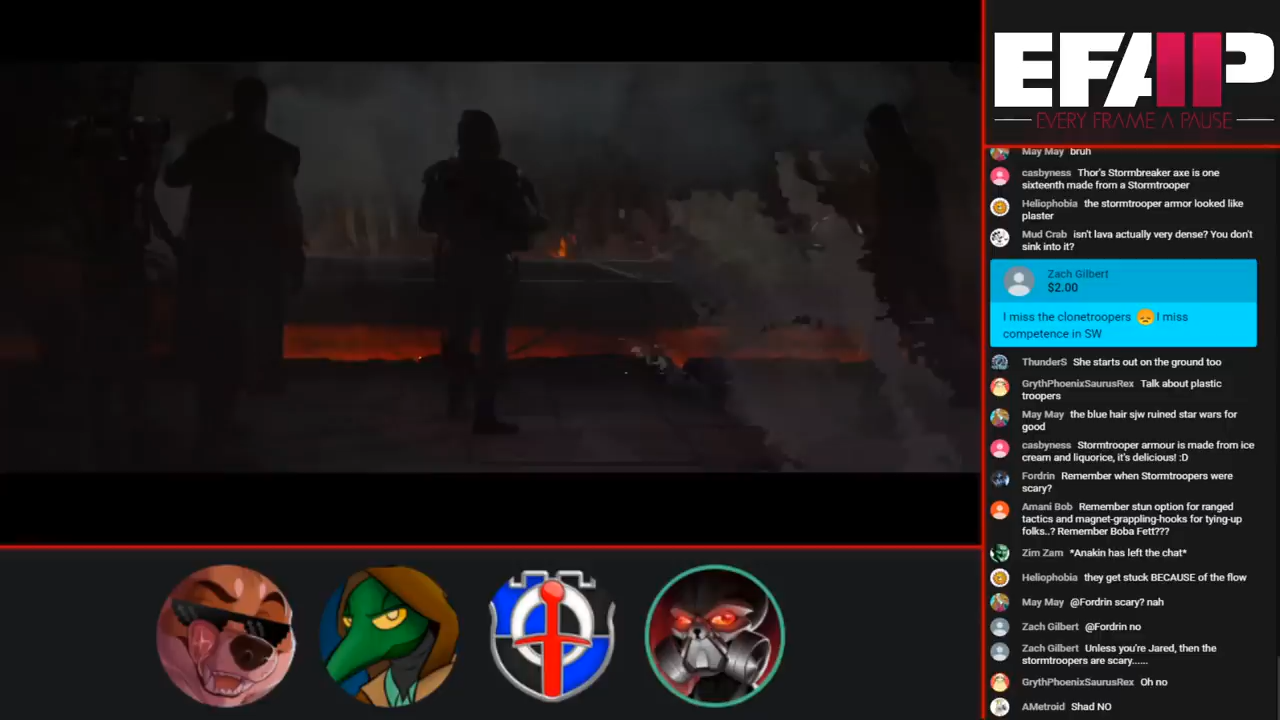 EFAP
EVERY FRAME A PAUSE
May May bruh
casbyness Thor's Stormbreaker axe is one
sixteenth made from a Stormtrooper
Heliophobia the stormtrooper armor looked like
plaster
Mud Crab isn't lava actually very dense? You don't
sink into it?
Zach Gilbert
$2.00
I miss the clonetroopers 😞 I miss
competence in SW
ThunderS She starts out on the ground too
GrythPhoenixSaurusRex Talk about plastic
troopers
May May the blue hair sjw ruined star wars for
good
casbyness Stormtrooper armour is made from ice
cream and liquorice, it's delicious! :D
Fordrin Remember when Stormtroopers were
scary?
Amani Bob Remember stun option for ranged
tactics and magnet-grappling-hooks for tying-up
folks..? Remember Boba Fett???
Zim Zam *Anakin has left the chat*
Heliophobia they get stuck BECAUSE of the flow
May May @Fordrin scary? nah
Zach Gilbert @Fordrin no
Zach Gilbert Unless you're Jared, then the
stormtroopers are scary......
GrythPhoenixSaurusRex Oh no
AMetroid Shad NO